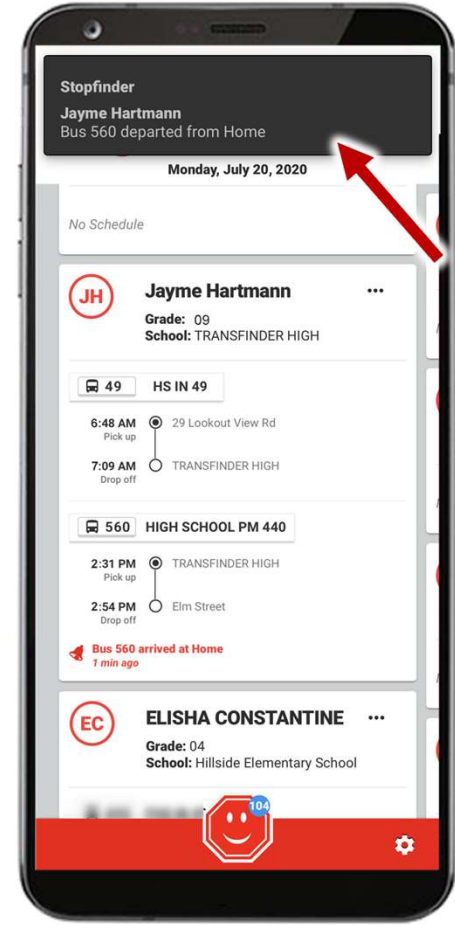 Stopfinder
Jayme Hartmann
Bus 560 departed from Home
Monday, July 20, 2020
No Schedule
JH
Jayme Hartmann
Grade: 09
School: TRANSFINDER HIGH
49 HS IN 49
6:48 AM 29 Lookout View Rd
Pick up
7:09 AM TRANSFINDER HIGH
Drop off
560 HIGH SCHOOL PM 440
2:31 PM TRANSFINDER HIGH
Pick up
2:54 PM Elm Street
Drop off
Bus 560 arrived at Home
1 min ago
EC
ELISHA CONSTANTINE
Grade: 04
School: Hillside Elementary School
104